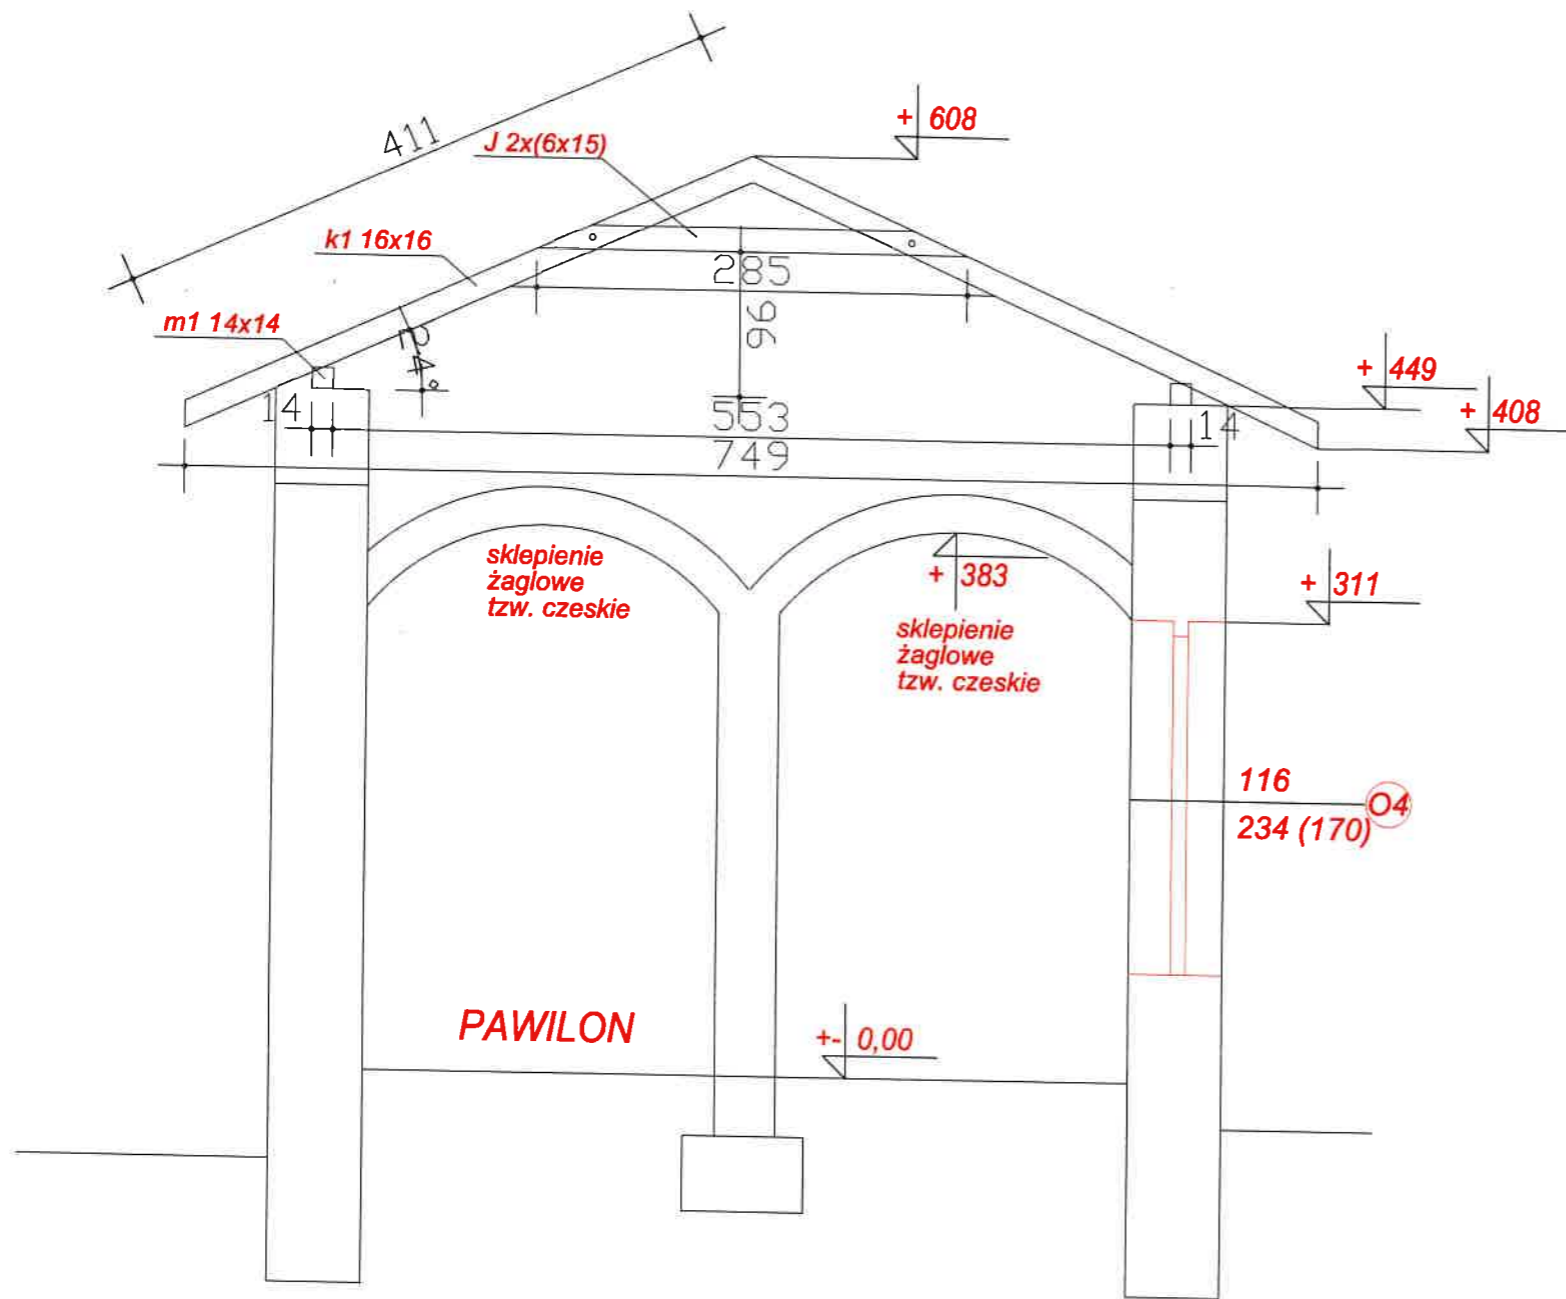 411
J 2x(6x15)
+ 608
k1 16x16
285
96
m1 14x14
24°
+ 449
+ 408
14
553
14
749
sklepienie
żaglowe
tzw. czeskie
+ 383
+ 311
sklepienie
żaglowe
tzw. czeskie
116
O4
234 (170)
PAWILON
+- 0,00